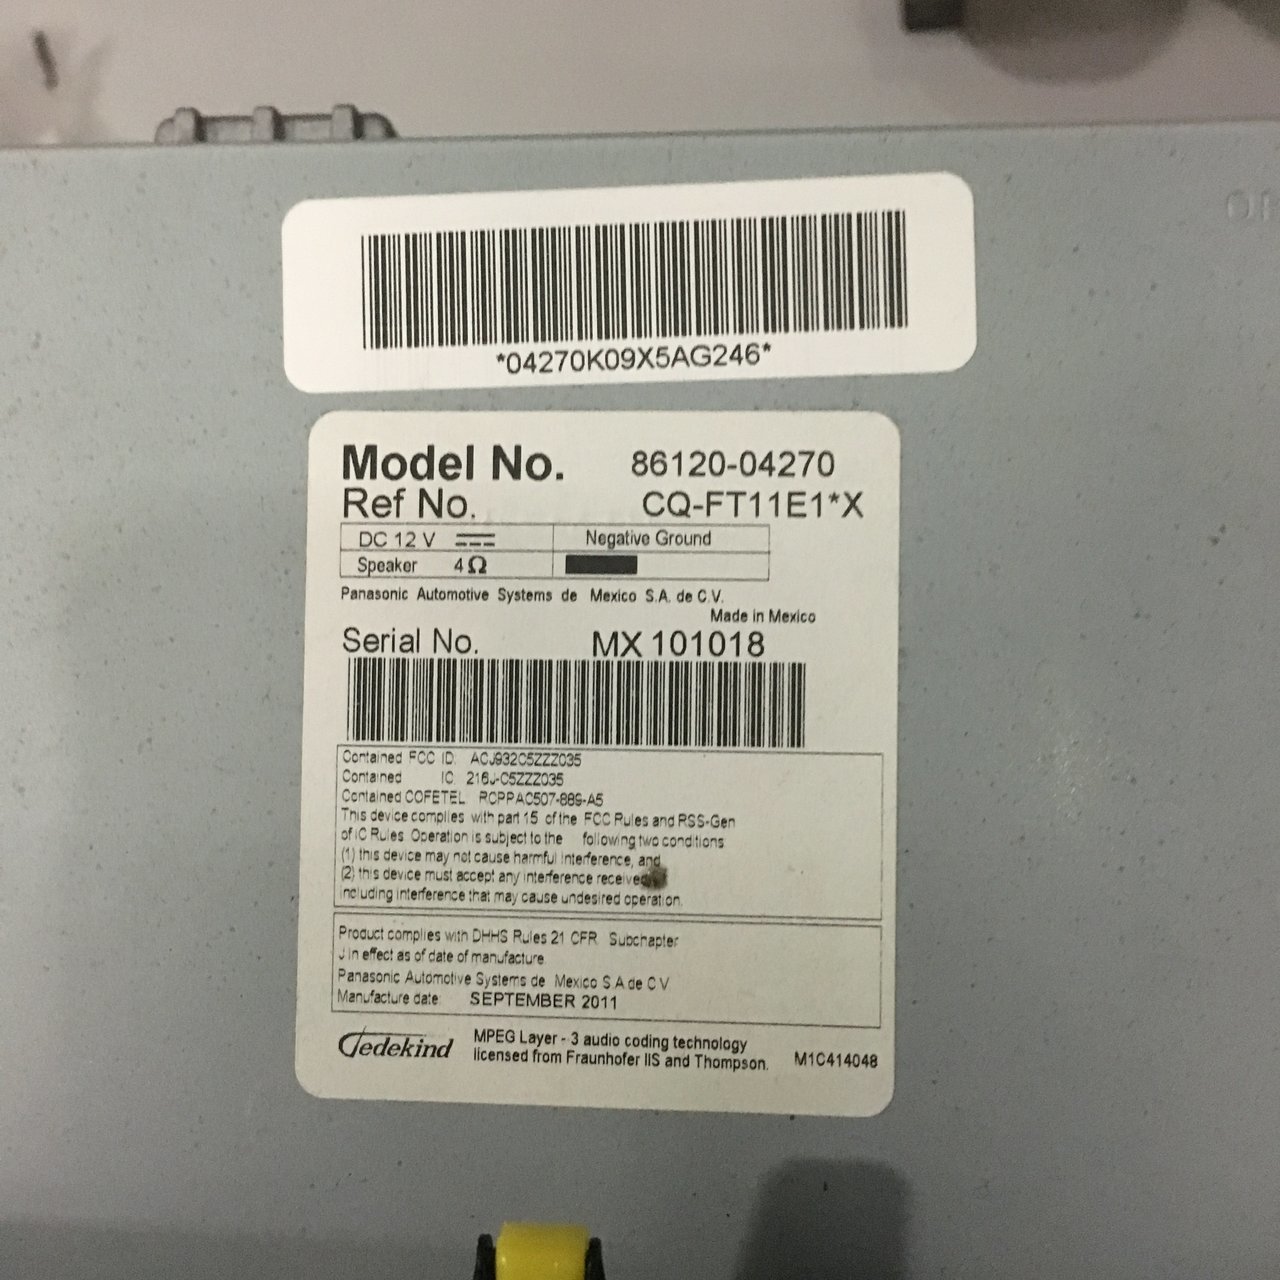 *04270K09X5AG246*
Model No. 86120-04270
Ref No. CQ-FT11E1*X
DC 12 V Negative Ground
Speaker 4Ω
Panasonic Automotive Systems de Mexico S.A. de C.V.
Made in Mexico
Serial No. MX 101018
Contained FCC ID: ACJ932C5ZZZ035
Contained IC 216J-C5ZZZ035
Contained COFETEL RCPPAC507-889-A5
This device complies with part 15 of the FCC Rules and RSS-Gen
of IC Rules Operation is subject to the following two conditions
(1) this device may not cause harmful interference, and
(2) this device must accept any interference received
including interference that may cause undesired operation.
Product complies with DHHS Rules 21 CFR Subchapter
J in effect as of date of manufacture.
Panasonic Automotive Systems de Mexico S A de C V
Manufacture date: SEPTEMBER 2011
Jedekind MPEG Layer - 3 audio coding technology
licensed from Fraunhofer IIS and Thompson. M1C414048